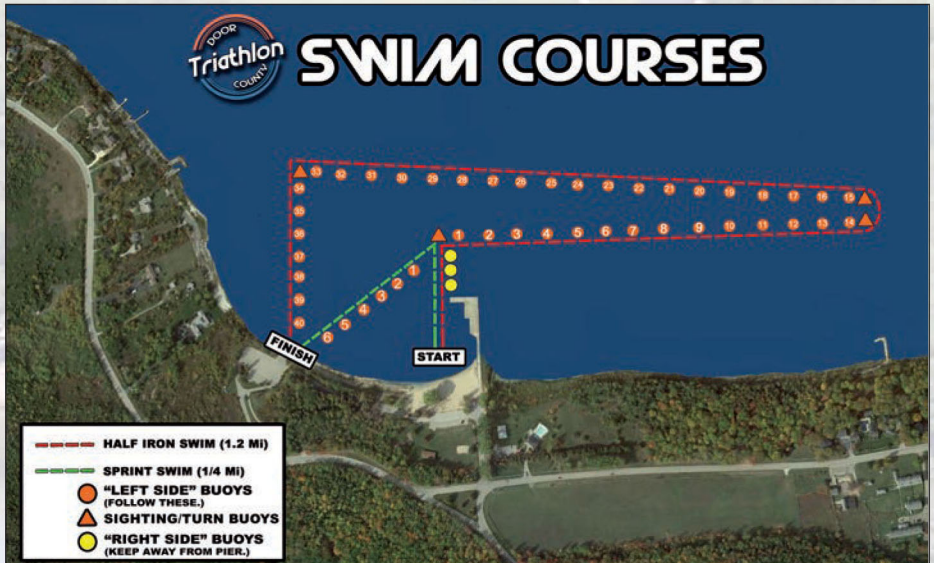 DOOR
Triathlon
COUNTY
SWIM COURSES
33 32 31 30 29 28 27 26 25 24 23 22 21 20 19 18 17 16 15
34
35
36
37
38
39
40
1 2 3 4 5 6 7 8 9 10 11 12 13 14
1
2
3
4
5
6
FINISH
START
HALF IRON SWIM (1.2 Mi)
SPRINT SWIM (1/4 Mi)
"LEFT SIDE" BUOYS
(FOLLOW THESE.)
SIGHTING/TURN BUOYS
"RIGHT SIDE" BUOYS
(KEEP AWAY FROM PIER.)